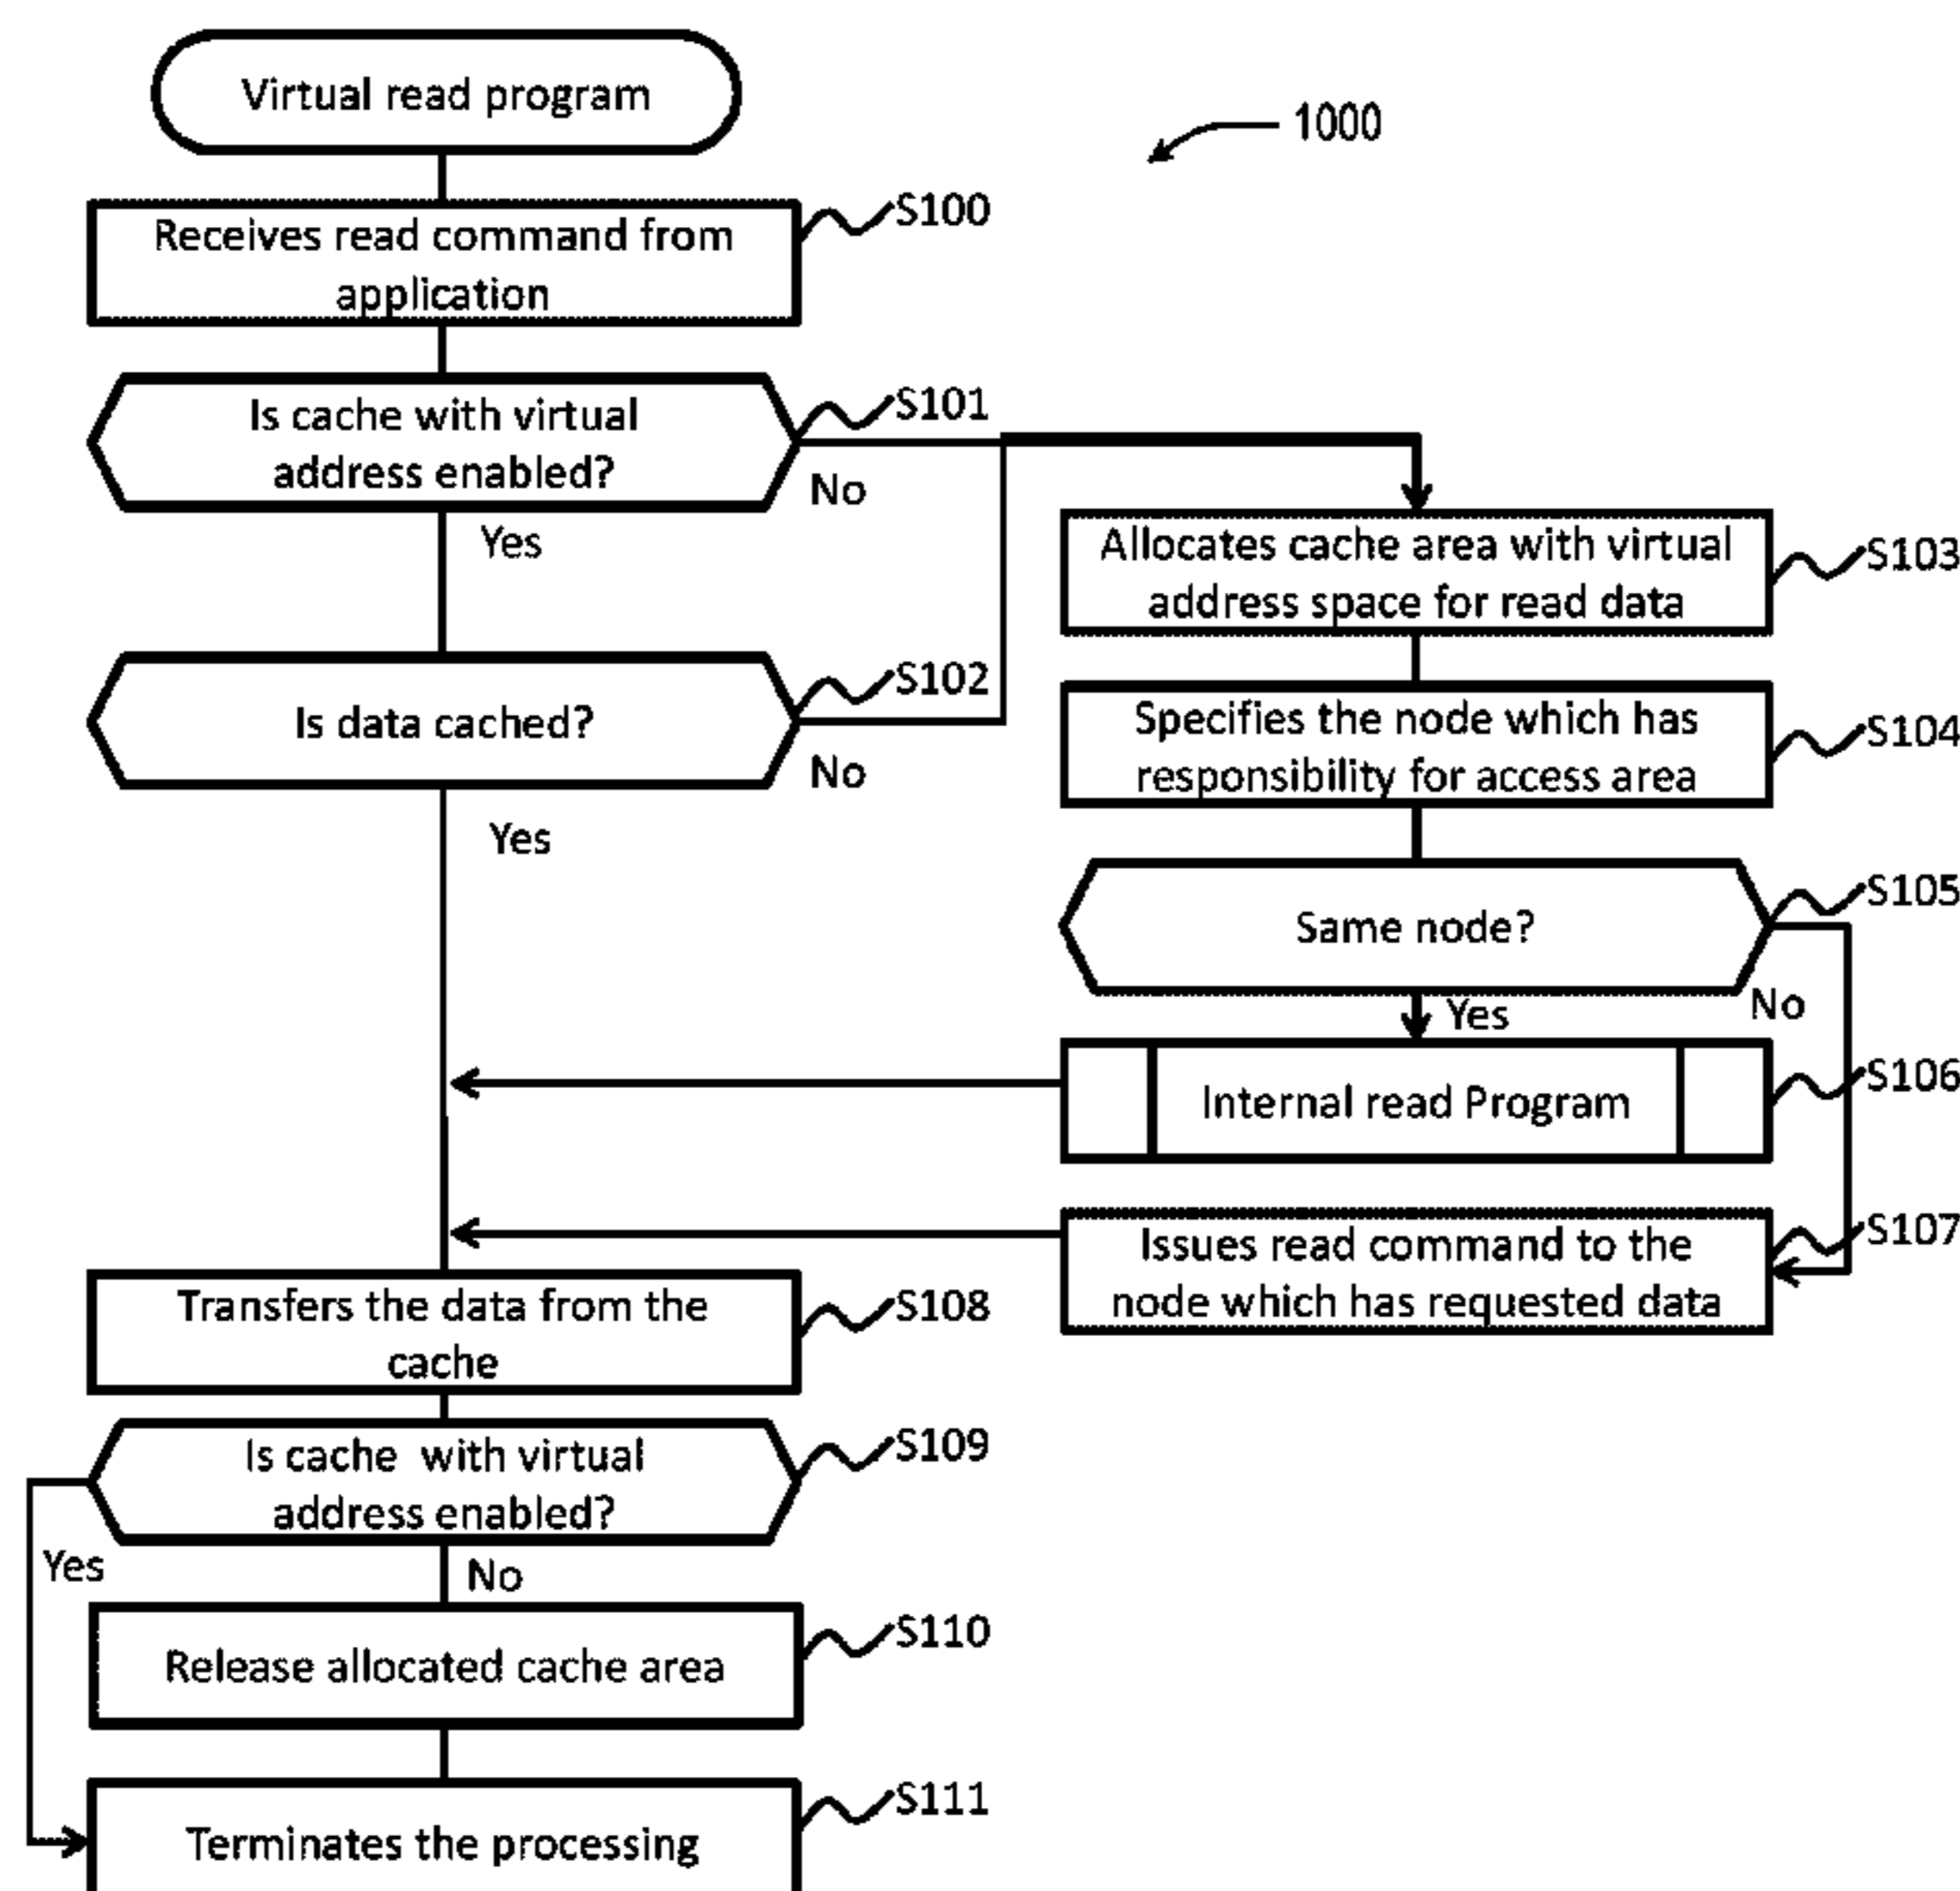 Virtual read program
1000
Receives read command from
application
S100
Is cache with virtual
address enabled?
S101
No
Yes
Is data cached?
S102
No
Yes
Allocates cache area with virtual
address space for read data
S103
Specifies the node which has
responsibility for access area
S104
Same node?
S105
No
Yes
Internal read Program
S106
Issues read command to the
node which has requested data
S107
Transfers the data from the
cache
S108
Is cache with virtual
address enabled?
S109
Yes
No
Release allocated cache area
S110
Terminates the processing
S111